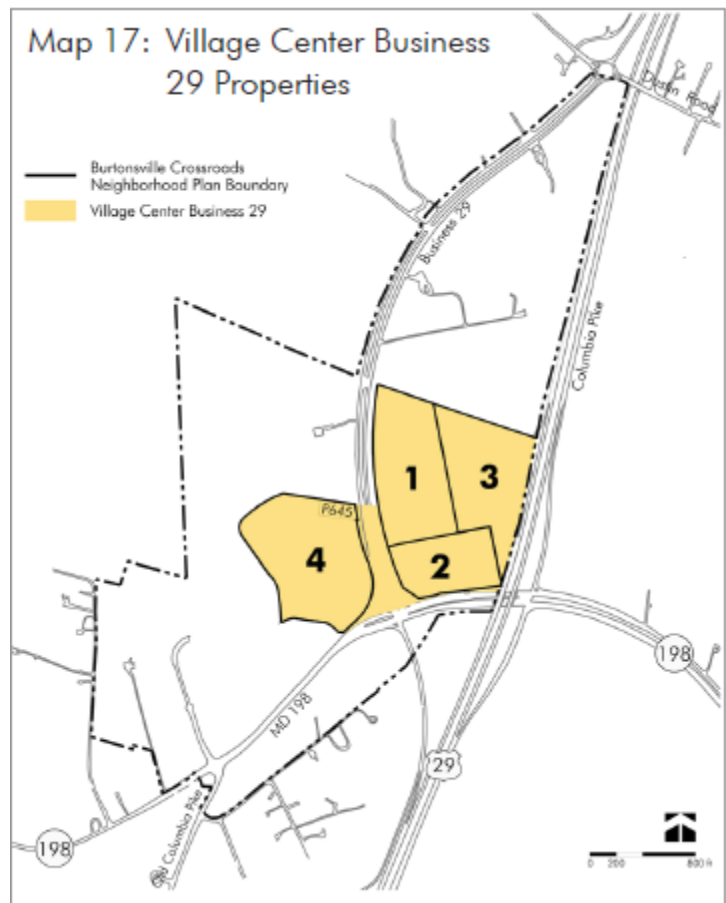 Map 17: Village Center Business
29 Properties
Burtonsville Crossroads
Neighborhood Plan Boundary
Village Center Business 29
Dustin Road
Business 29
Columbia Pike
1
3
P645
4
2
198
MD 198
29
Old Columbia Pike
198
0 200 800 ft